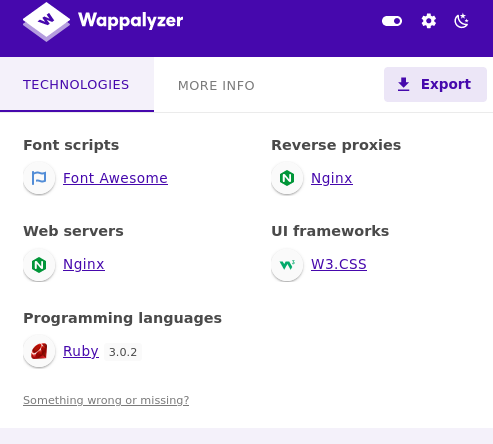 Wappalyzer
TECHNOLOGIES
MORE INFO
Export
Font scripts
Font Awesome
Reverse proxies
Nginx
Web servers
Nginx
UI frameworks
W3.CSS
Programming languages
Ruby 3.0.2
Something wrong or missing?